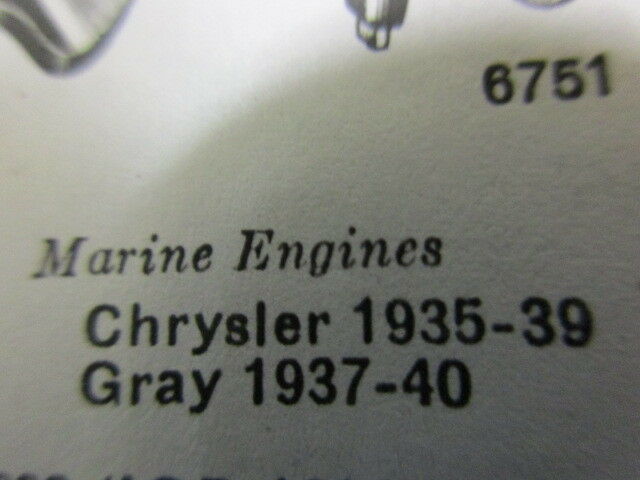 6751
Marine Engines
Chrysler 1935-39
Gray 1937-40